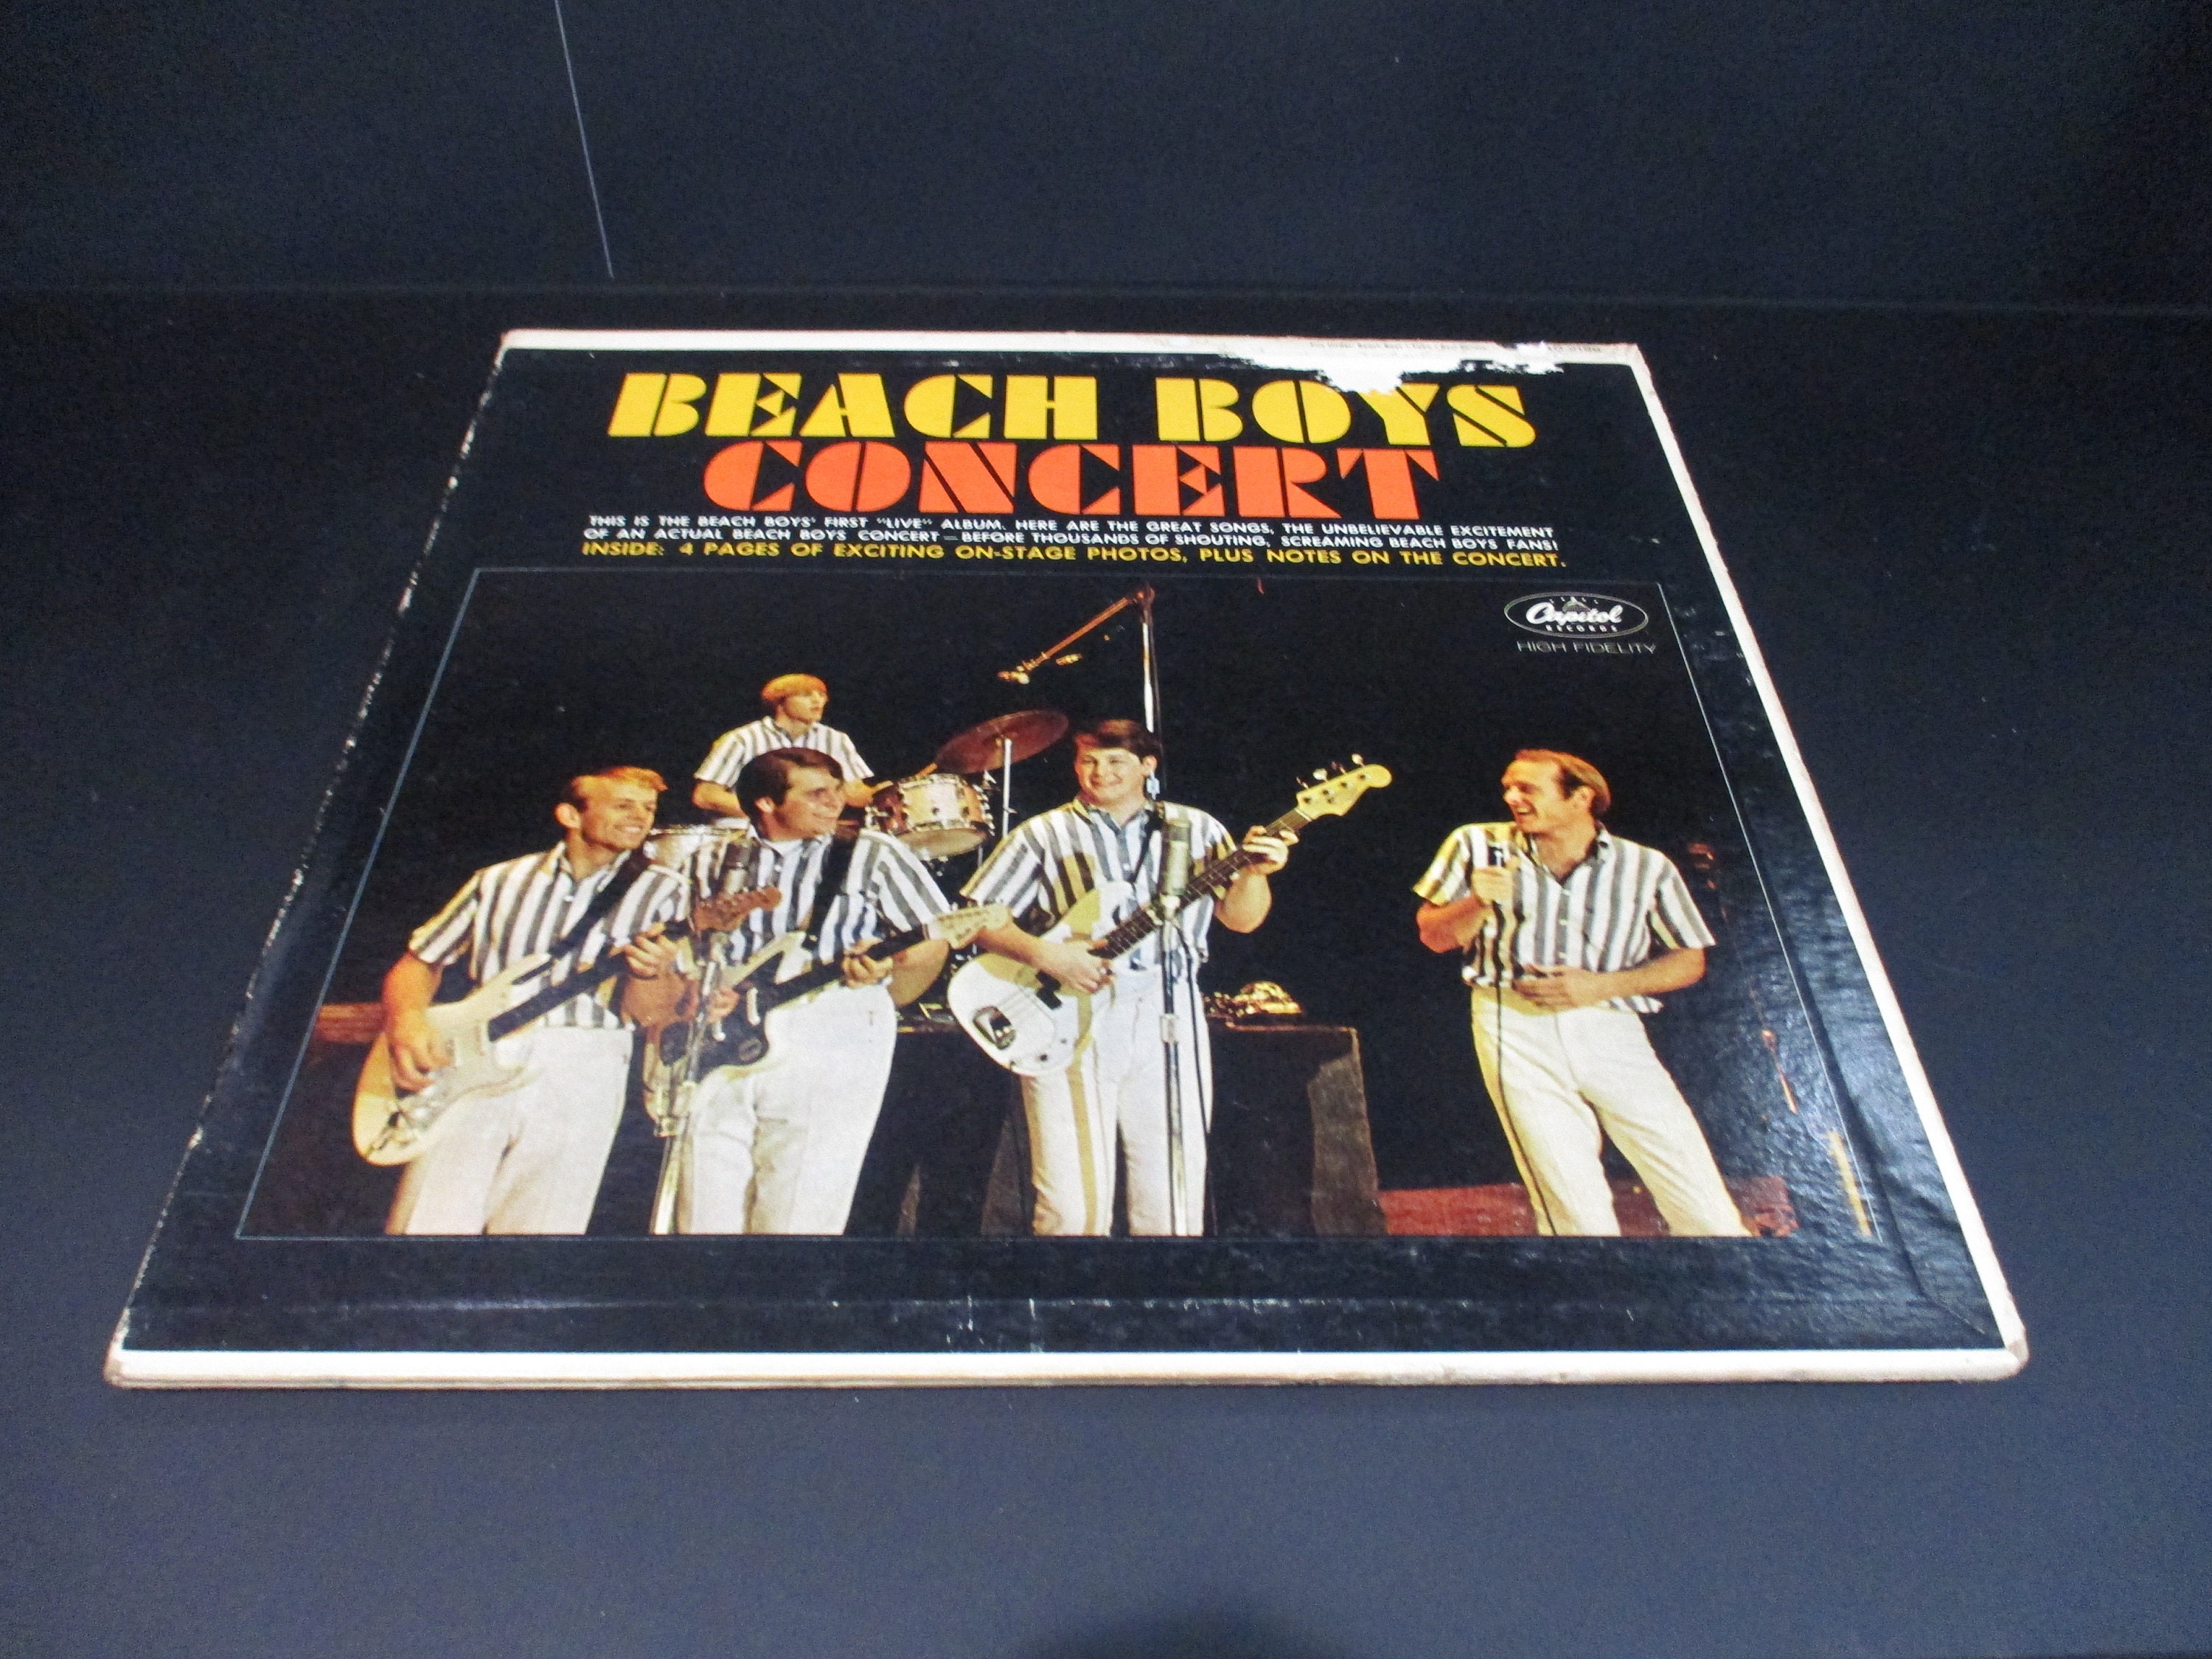 BEACH BOYS
CONCERT
THIS IS THE BEACH BOYS' FIRST "LIVE" ALBUM. HERE ARE THE GREAT SONGS, THE UNBELIEVABLE EXCITEMENT
OF AN ACTUAL BEACH BOYS CONCERT — BEFORE THOUSANDS OF SHOUTING, SCREAMING BEACH BOYS FANS!
INSIDE: 4 PAGES OF EXCITING ON-STAGE PHOTOS, PLUS NOTES ON THE CONCERT.
Capitol
RECORDS
HIGH FIDELITY